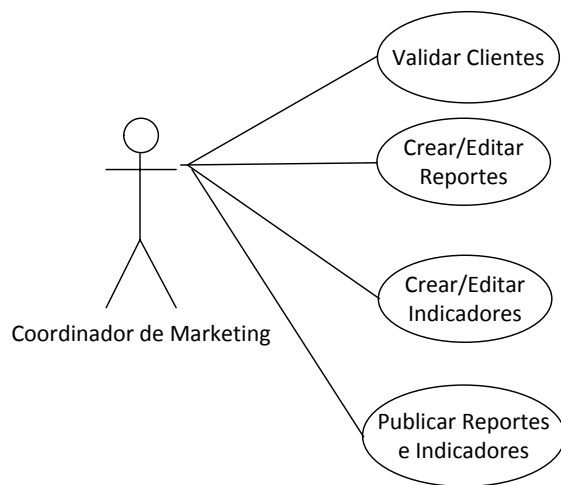 Validar Clientes
Crear/Editar
Reportes
Crear/Editar
Indicadores
Coordinador de Marketing
Publicar Reportes
e Indicadores